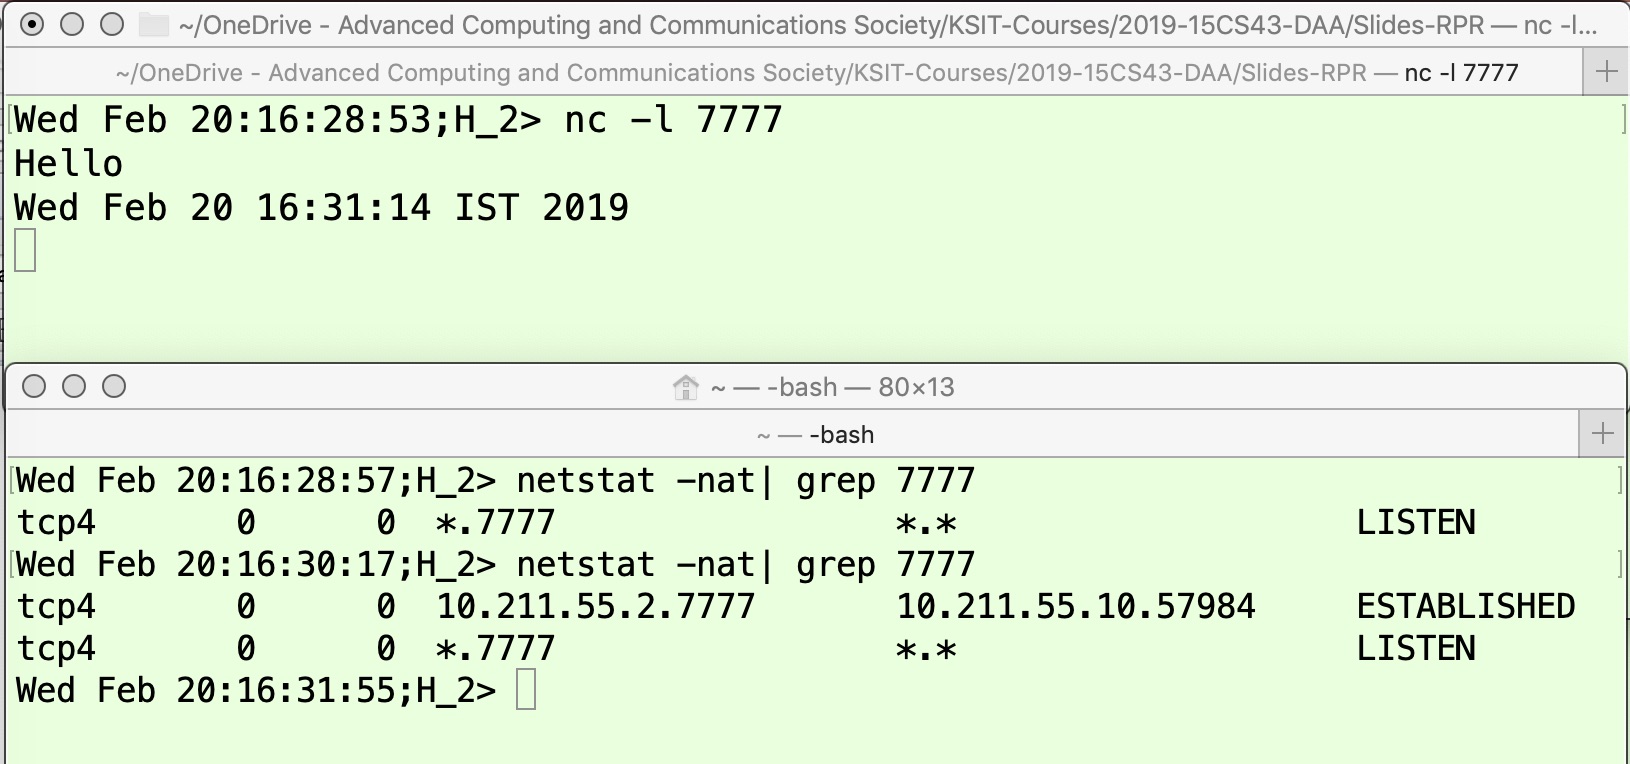 ~/OneDrive - Advanced Computing and Communications Society/KSIT-Courses/2019-15CS43-DAA/Slides-RPR — nc -l...
~/OneDrive - Advanced Computing and Communications Society/KSIT-Courses/2019-15CS43-DAA/Slides-RPR — nc -l 7777
Wed Feb 20:16:28:53;H_2> nc -l 7777
Hello
Wed Feb 20 16:31:14 IST 2019
~ — -bash — 80×13
~ — -bash
Wed Feb 20:16:28:57;H_2> netstat -nat| grep 7777
tcp4       0      0  *.7777                 *.*                    LISTEN
Wed Feb 20:16:30:17;H_2> netstat -nat| grep 7777
tcp4       0      0  10.211.55.2.7777       10.211.55.10.57984     ESTABLISHED
tcp4       0      0  *.7777                 *.*                    LISTEN
Wed Feb 20:16:31:55;H_2>